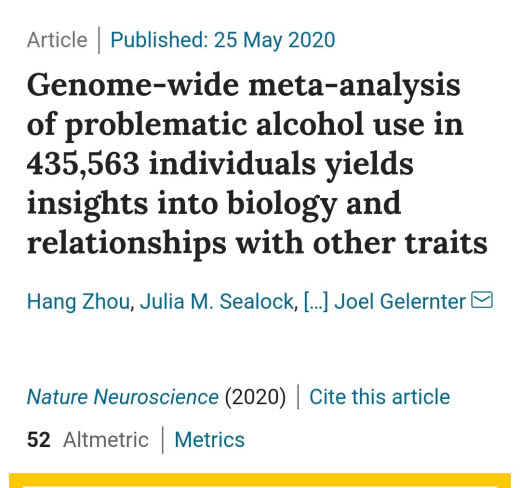 Article | Published: 25 May 2020
Genome-wide meta-analysis
of problematic alcohol use in
435,563 individuals yields
insights into biology and
relationships with other traits
Hang Zhou, Julia M. Sealock, [...] Joel Gelernter
Nature Neuroscience (2020) | Cite this article
52 Altmetric | Metrics